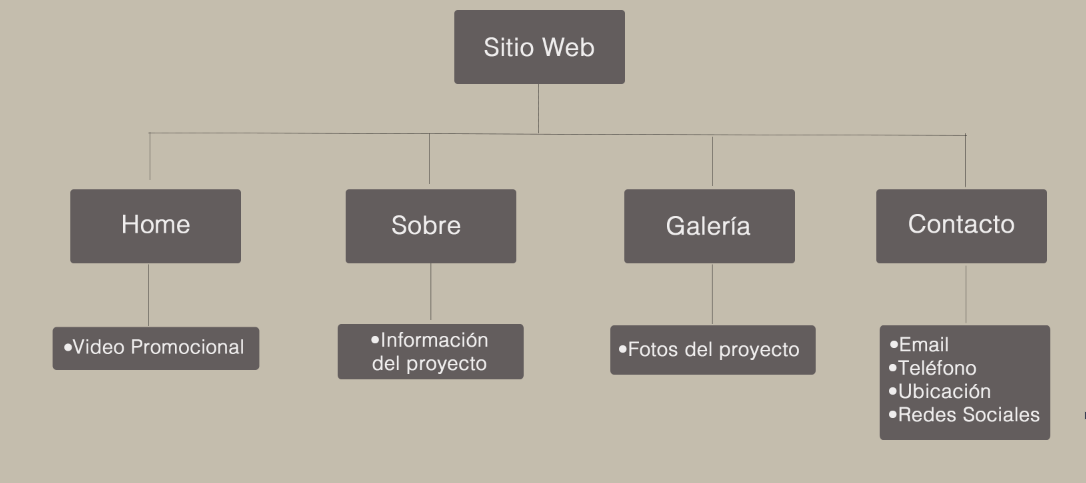 Sitio Web
Home
Sobre
Galería
Contacto
•Video Promocional
•Información
del proyecto
•Fotos del proyecto
•Email
•Teléfono
•Ubicación
•Redes Sociales